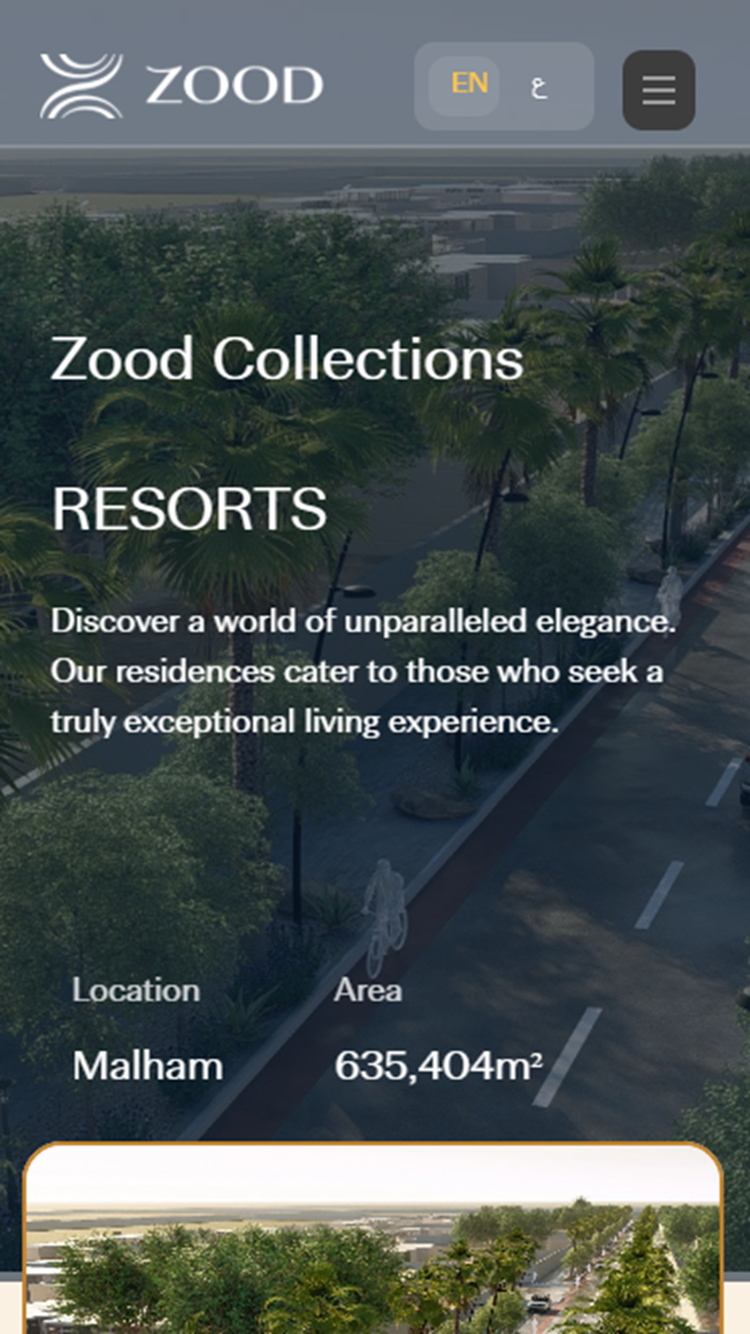 ZOOD
EN ع
Zood Collections
RESORTS
Discover a world of unparalleled elegance.
Our residences cater to those who seek a
truly exceptional living experience.
Location Area
Malham 635,404m²